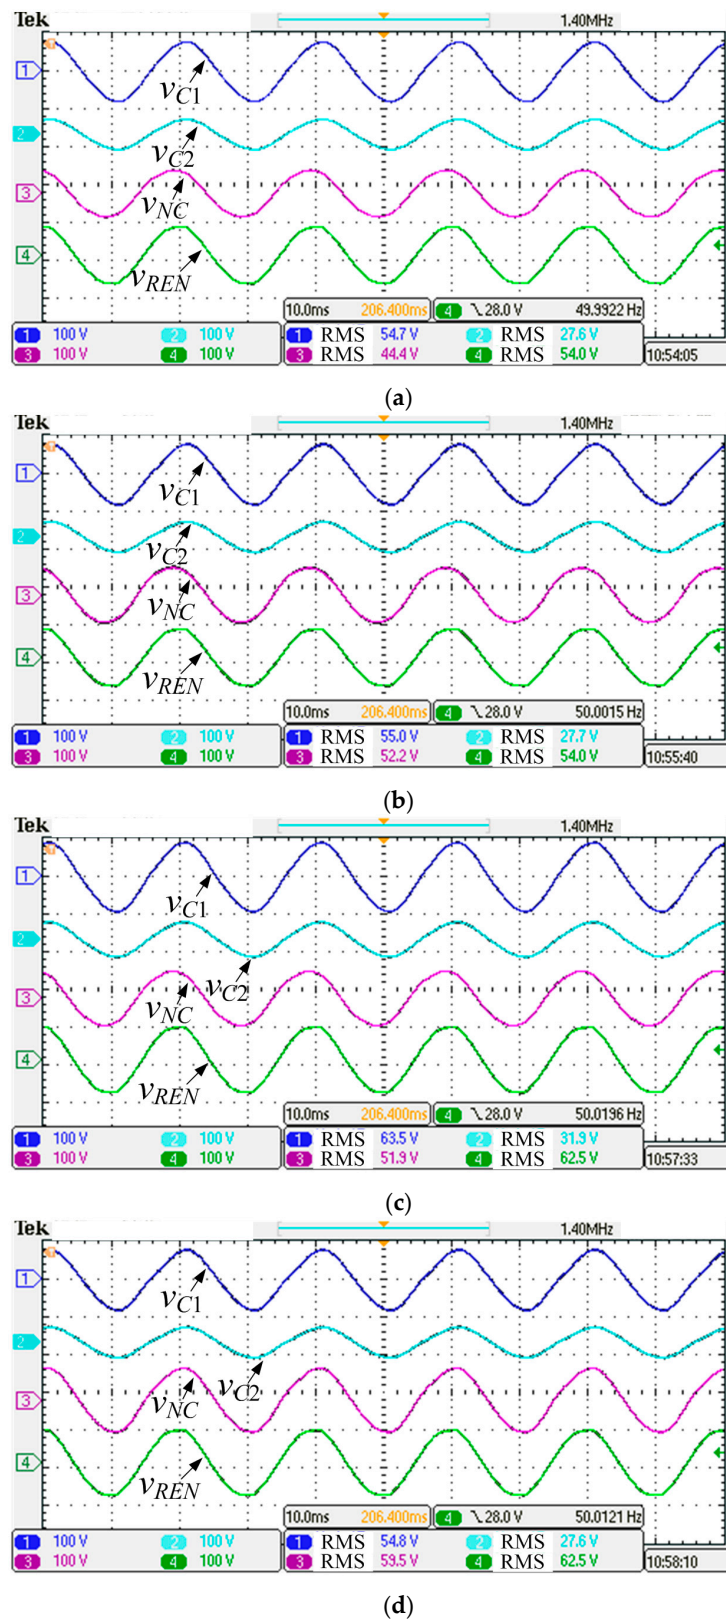 Tek 1.40MHz
1 vC1
2 vC2
3 vNC
4 vREN
10.0ms 206.400ms 4 28.0 V 49.9922 Hz
1 100 V 2 100 V 1 RMS 54.7 V 2 RMS 27.6 V
3 100 V 4 100 V 3 RMS 44.4 V 4 RMS 54.0 V 10:54:05
(a)
Tek 1.40MHz
1 vC1
2 vC2
3 vNC
4 vREN
10.0ms 206.400ms 4 28.0 V 50.0015 Hz
1 100 V 2 100 V 1 RMS 55.0 V 2 RMS 27.7 V
3 100 V 4 100 V 3 RMS 52.2 V 4 RMS 54.0 V 10:55:40
(b)
Tek 1.40MHz
1 vC1
2 vC2
3 vNC
4 vREN
10.0ms 206.400ms 4 28.0 V 50.0196 Hz
1 100 V 2 100 V 1 RMS 63.5 V 2 RMS 31.9 V
3 100 V 4 100 V 3 RMS 51.9 V 4 RMS 62.5 V 10:57:33
(c)
Tek 1.40MHz
1 vC1
2 vC2
3 vNC
4 vREN
10.0ms 206.400ms 4 28.0 V 50.0121 Hz
1 100 V 2 100 V 1 RMS 54.8 V 2 RMS 27.6 V
3 100 V 4 100 V 3 RMS 59.5 V 4 RMS 62.5 V 10:58:10
(d)